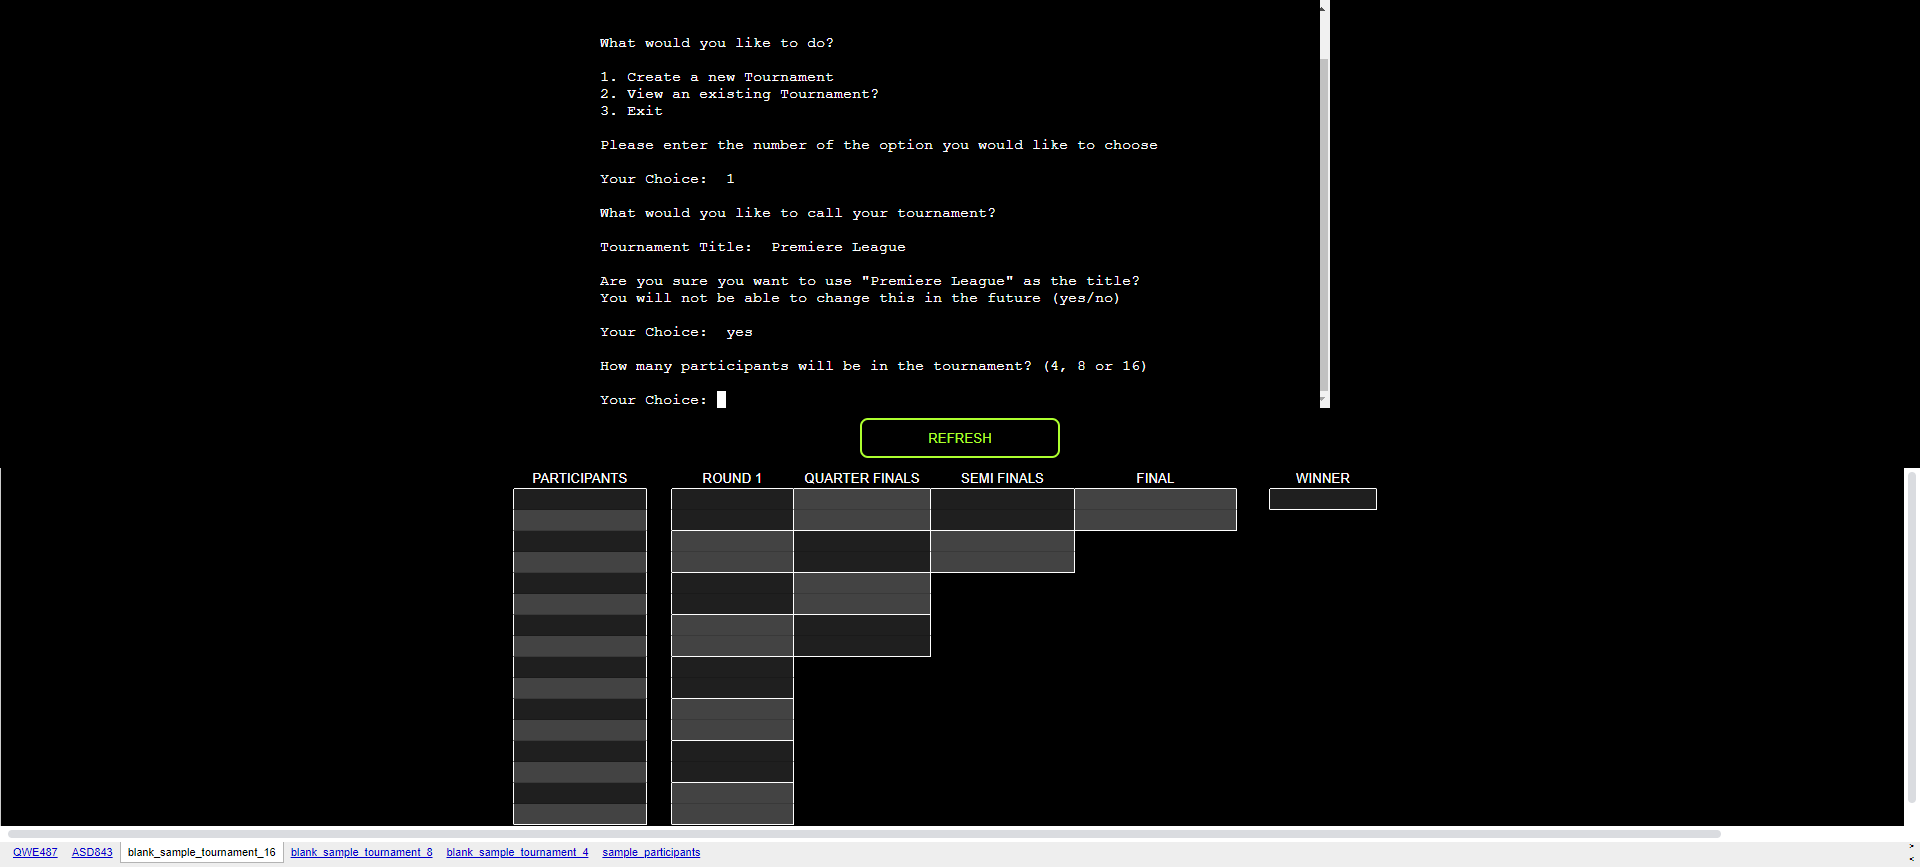 What would you like to do?
1. Create a new Tournament
2. View an existing Tournament?
3. Exit
Please enter the number of the option you would like to choose
Your Choice:  1
What would you like to call your tournament?
Tournament Title:  Premiere League
Are you sure you want to use "Premiere League" as the title?
You will not be able to change this in the future (yes/no)
Your Choice:  yes
How many participants will be in the tournament? (4, 8 or 16)
Your Choice:
REFRESH
PARTICIPANTS ROUND 1 QUARTER FINALS SEMI FINALS FINAL WINNER
QWE487 ASD843 blank_sample_tournament_16 blank_sample_tournament_8 blank_sample_tournament_4 sample_participants